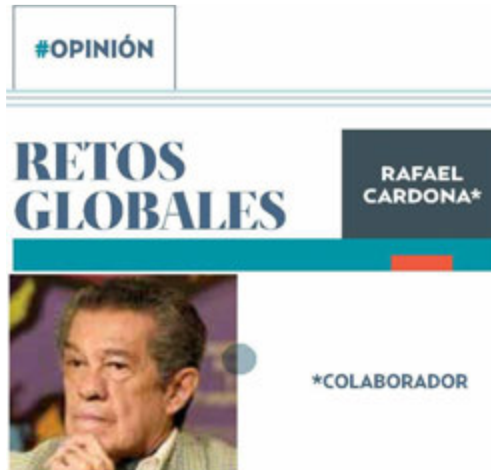 #OPINIÓN
RETOS
GLOBALES
RAFAEL
CARDONA*
*COLABORADOR